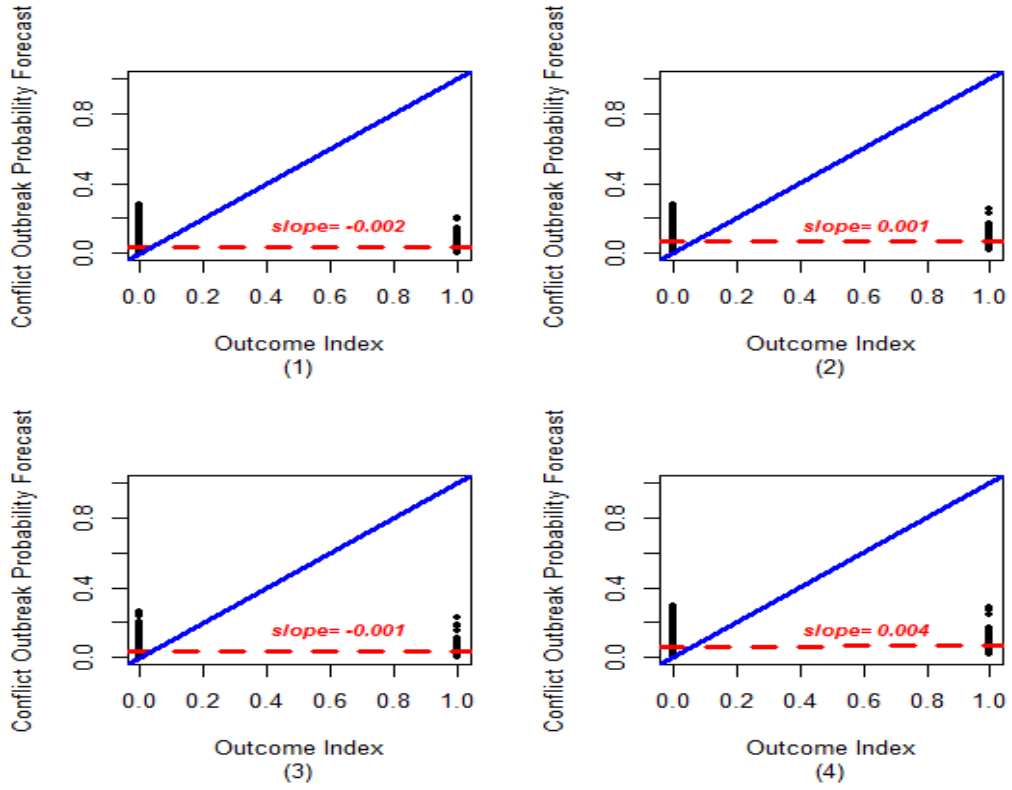 Conflict Outbreak Probability Forecast
0.8
0.4
0.0
slope= -0.002
0.0 0.2 0.4 0.6 0.8 1.0
Outcome Index
(1)
Conflict Outbreak Probability Forecast
0.8
0.4
0.0
slope= 0.001
0.0 0.2 0.4 0.6 0.8 1.0
Outcome Index
(2)
Conflict Outbreak Probability Forecast
0.8
0.4
0.0
slope= -0.001
0.0 0.2 0.4 0.6 0.8 1.0
Outcome Index
(3)
Conflict Outbreak Probability Forecast
0.8
0.4
0.0
slope= 0.004
0.0 0.2 0.4 0.6 0.8 1.0
Outcome Index
(4)